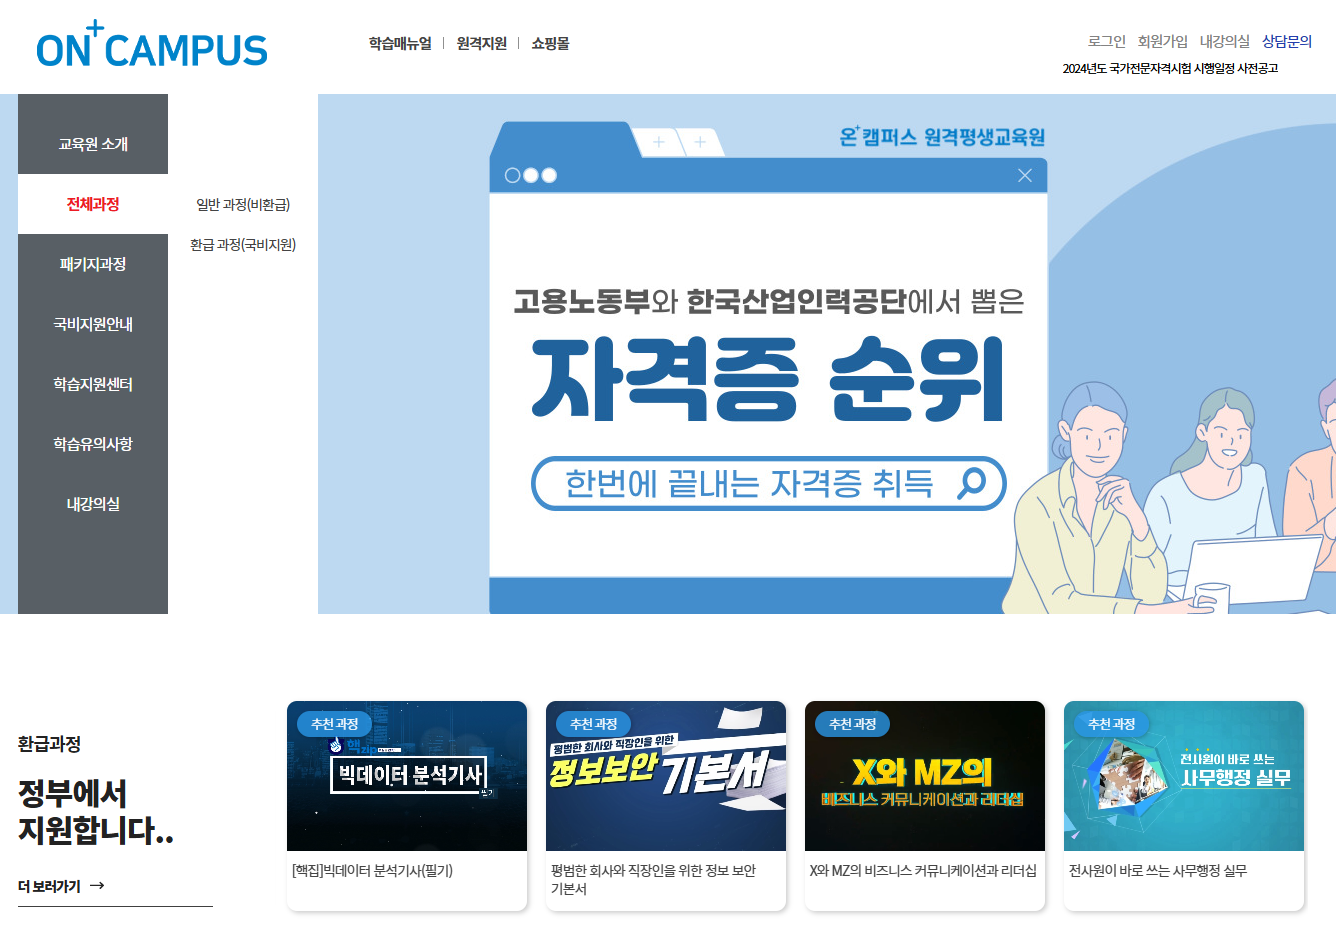 ON+CAMPUS
학습매뉴얼 | 원격지원 | 쇼핑몰
로그인 회원가입 내강의실 상담문의
2024년도 국가전문자격시험 시행일정 사전공고
교육원 소개
전체과정
패키지과정
국비지원안내
학습지원센터
학습유의사항
내강의실
일반 과정(비환급)
환급 과정(국비지원)
온+캠퍼스 원격평생교육원
고용노동부와 한국산업인력공단에서 뽑은
자격증 순위
한번에 끝내는 자격증 취득
환급과정
정부에서
지원합니다..
더 보러가기 →
추천 과정
핵zip
빅데이터 분석기사
필기
[핵집]빅데이터 분석기사(필기)
추천 과정
평범한 회사와 직장인을 위한
정보보안 기본서
평범한 회사와 직장인을 위한 정보 보안
기본서
추천 과정
X와 MZ의
비즈니스 커뮤니케이션과 리더십
X와 MZ의 비즈니스 커뮤니케이션과 리더십
추천 과정
전사원이 바로 쓰는
사무행정 실무
전사원이 바로 쓰는 사무행정 실무